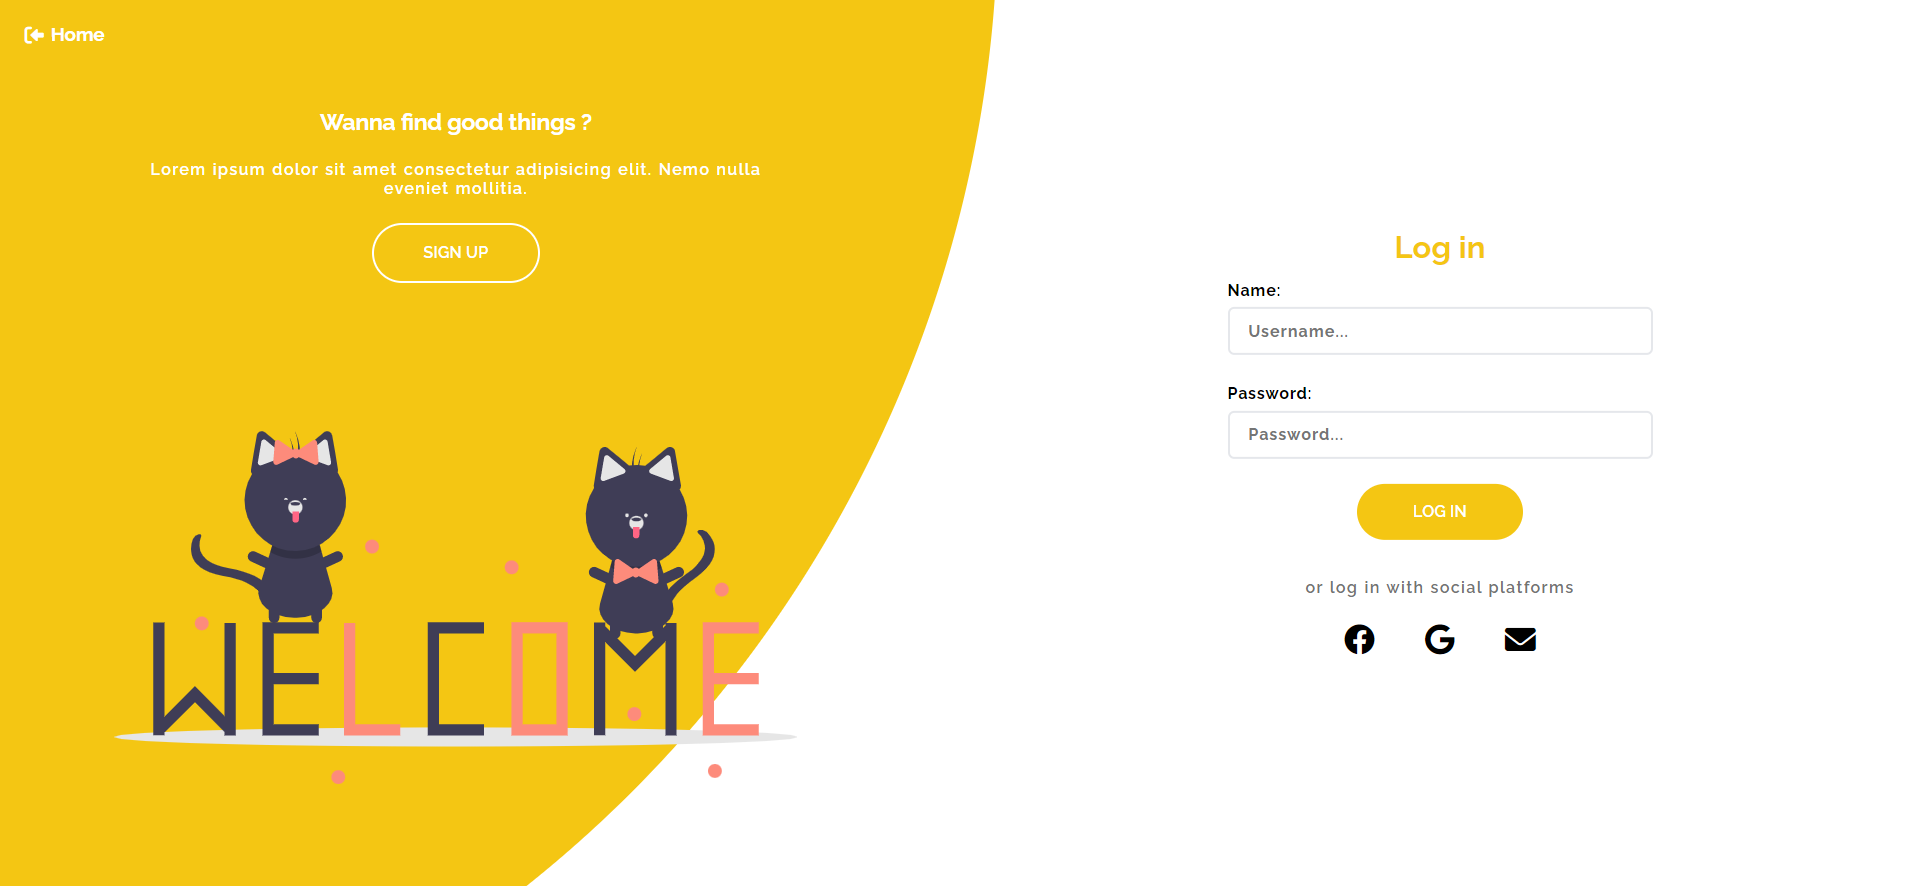 Home
Wanna find good things ?
Lorem ipsum dolor sit amet consectetur adipisicing elit. Nemo nulla
eveniet mollitia.
SIGN UP
WELCOME
Log in
Name:
Username...
Password:
Password...
LOG IN
or log in with social platforms